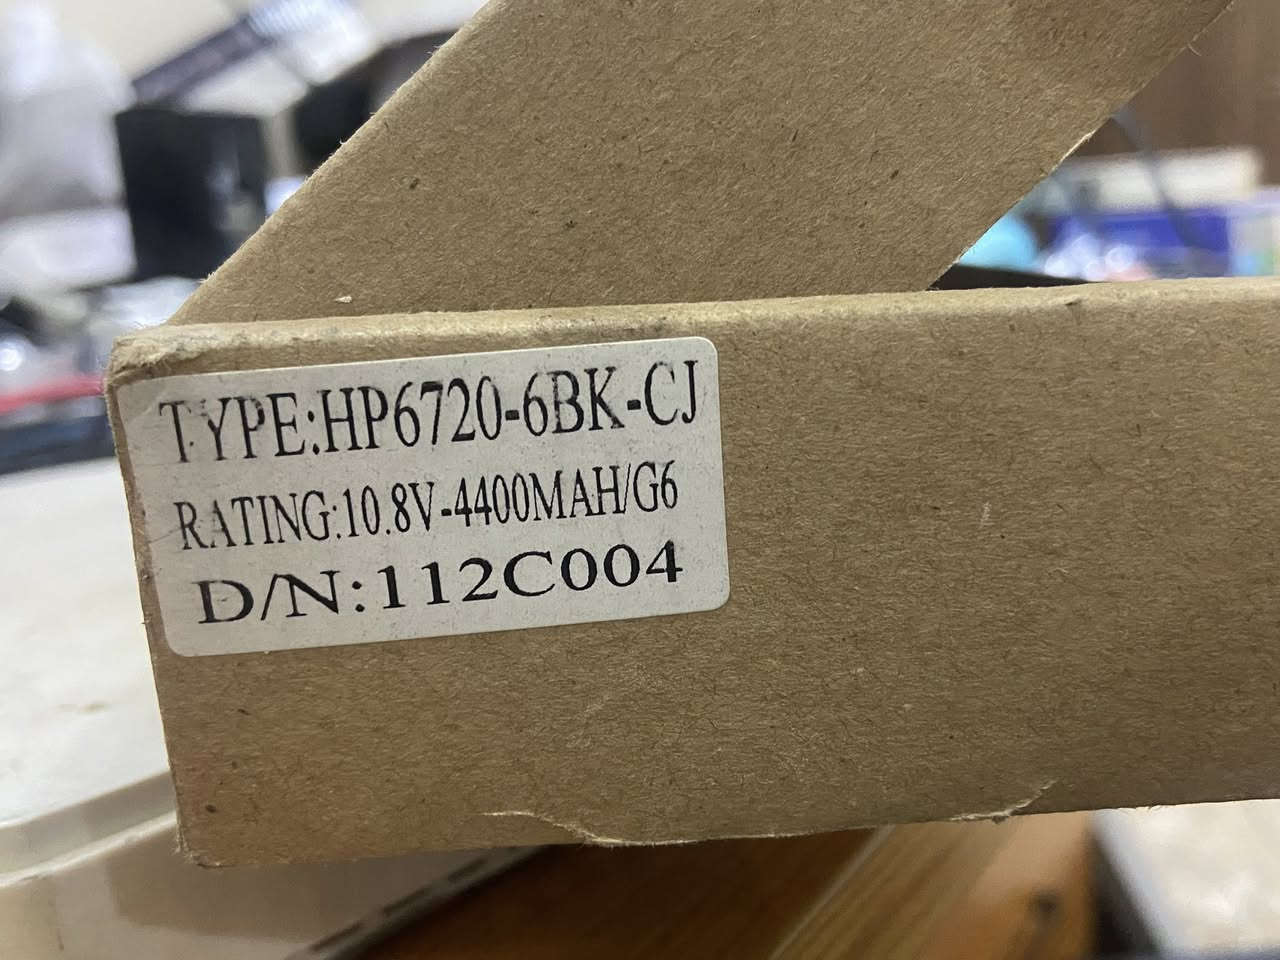 TYPE:HP6720-6BK-CJ
RATING:10.8V-4400MAH/G6
D/N:112C004